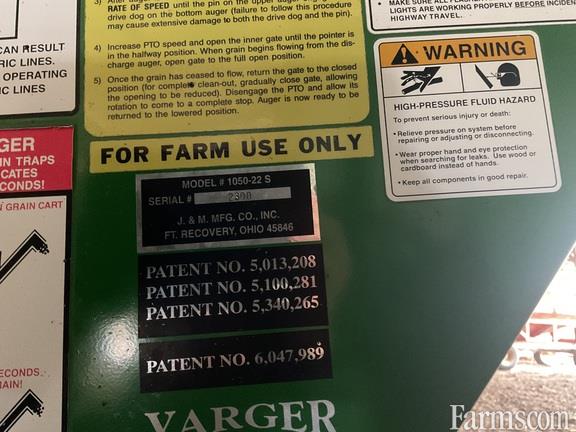 RATE OF SPEED until the pin on the upper auger
drive dog on the bottom auger (failure to follow this procedure
may cause extensive damage to both the drive dog and the pin).
4) Increase PTO speed and open the inner gate until the pointer is
in the halfway position. When grain begins flowing from the dis-
charge auger, open gate to the full open position.
5) Once the grain has ceased to flow, return the gate to the closed
position (for complete clean-out, gradually close gate, allowing
the opening to be reduced). Disengage the PTO and allow its
rotation to come to a complete stop. Auger is now ready to be
returned to the lowered position.
FOR FARM USE ONLY
MODEL # 1050-22 S
SERIAL # 2300
J. & M. MFG. CO., INC.
FT. RECOVERY, OHIO 45846
PATENT NO. 5,013,208
PATENT NO. 5,100,281
PATENT NO. 5,340,265
PATENT NO. 6,047,989
VARGER
CAN RESULT
RIC LINES.
OPERATING
IC LINES
GER
IN TRAPS
CATES
CONDS!
N GRAIN CART
SECONDS.
AIN!
LIGHTS ARE WORKING PROPERLY BEFORE
HIGHWAY TRAVEL.
WARNING
HIGH-PRESSURE FLUID HAZARD
To prevent serious injury or death:
• Relieve pressure on system before
repairing or adjusting or disconnecting.
• Wear proper hand and eye protection
when searching for leaks. Use wood or
cardboard instead of hands.
• Keep all components in good repair.
Farms.com